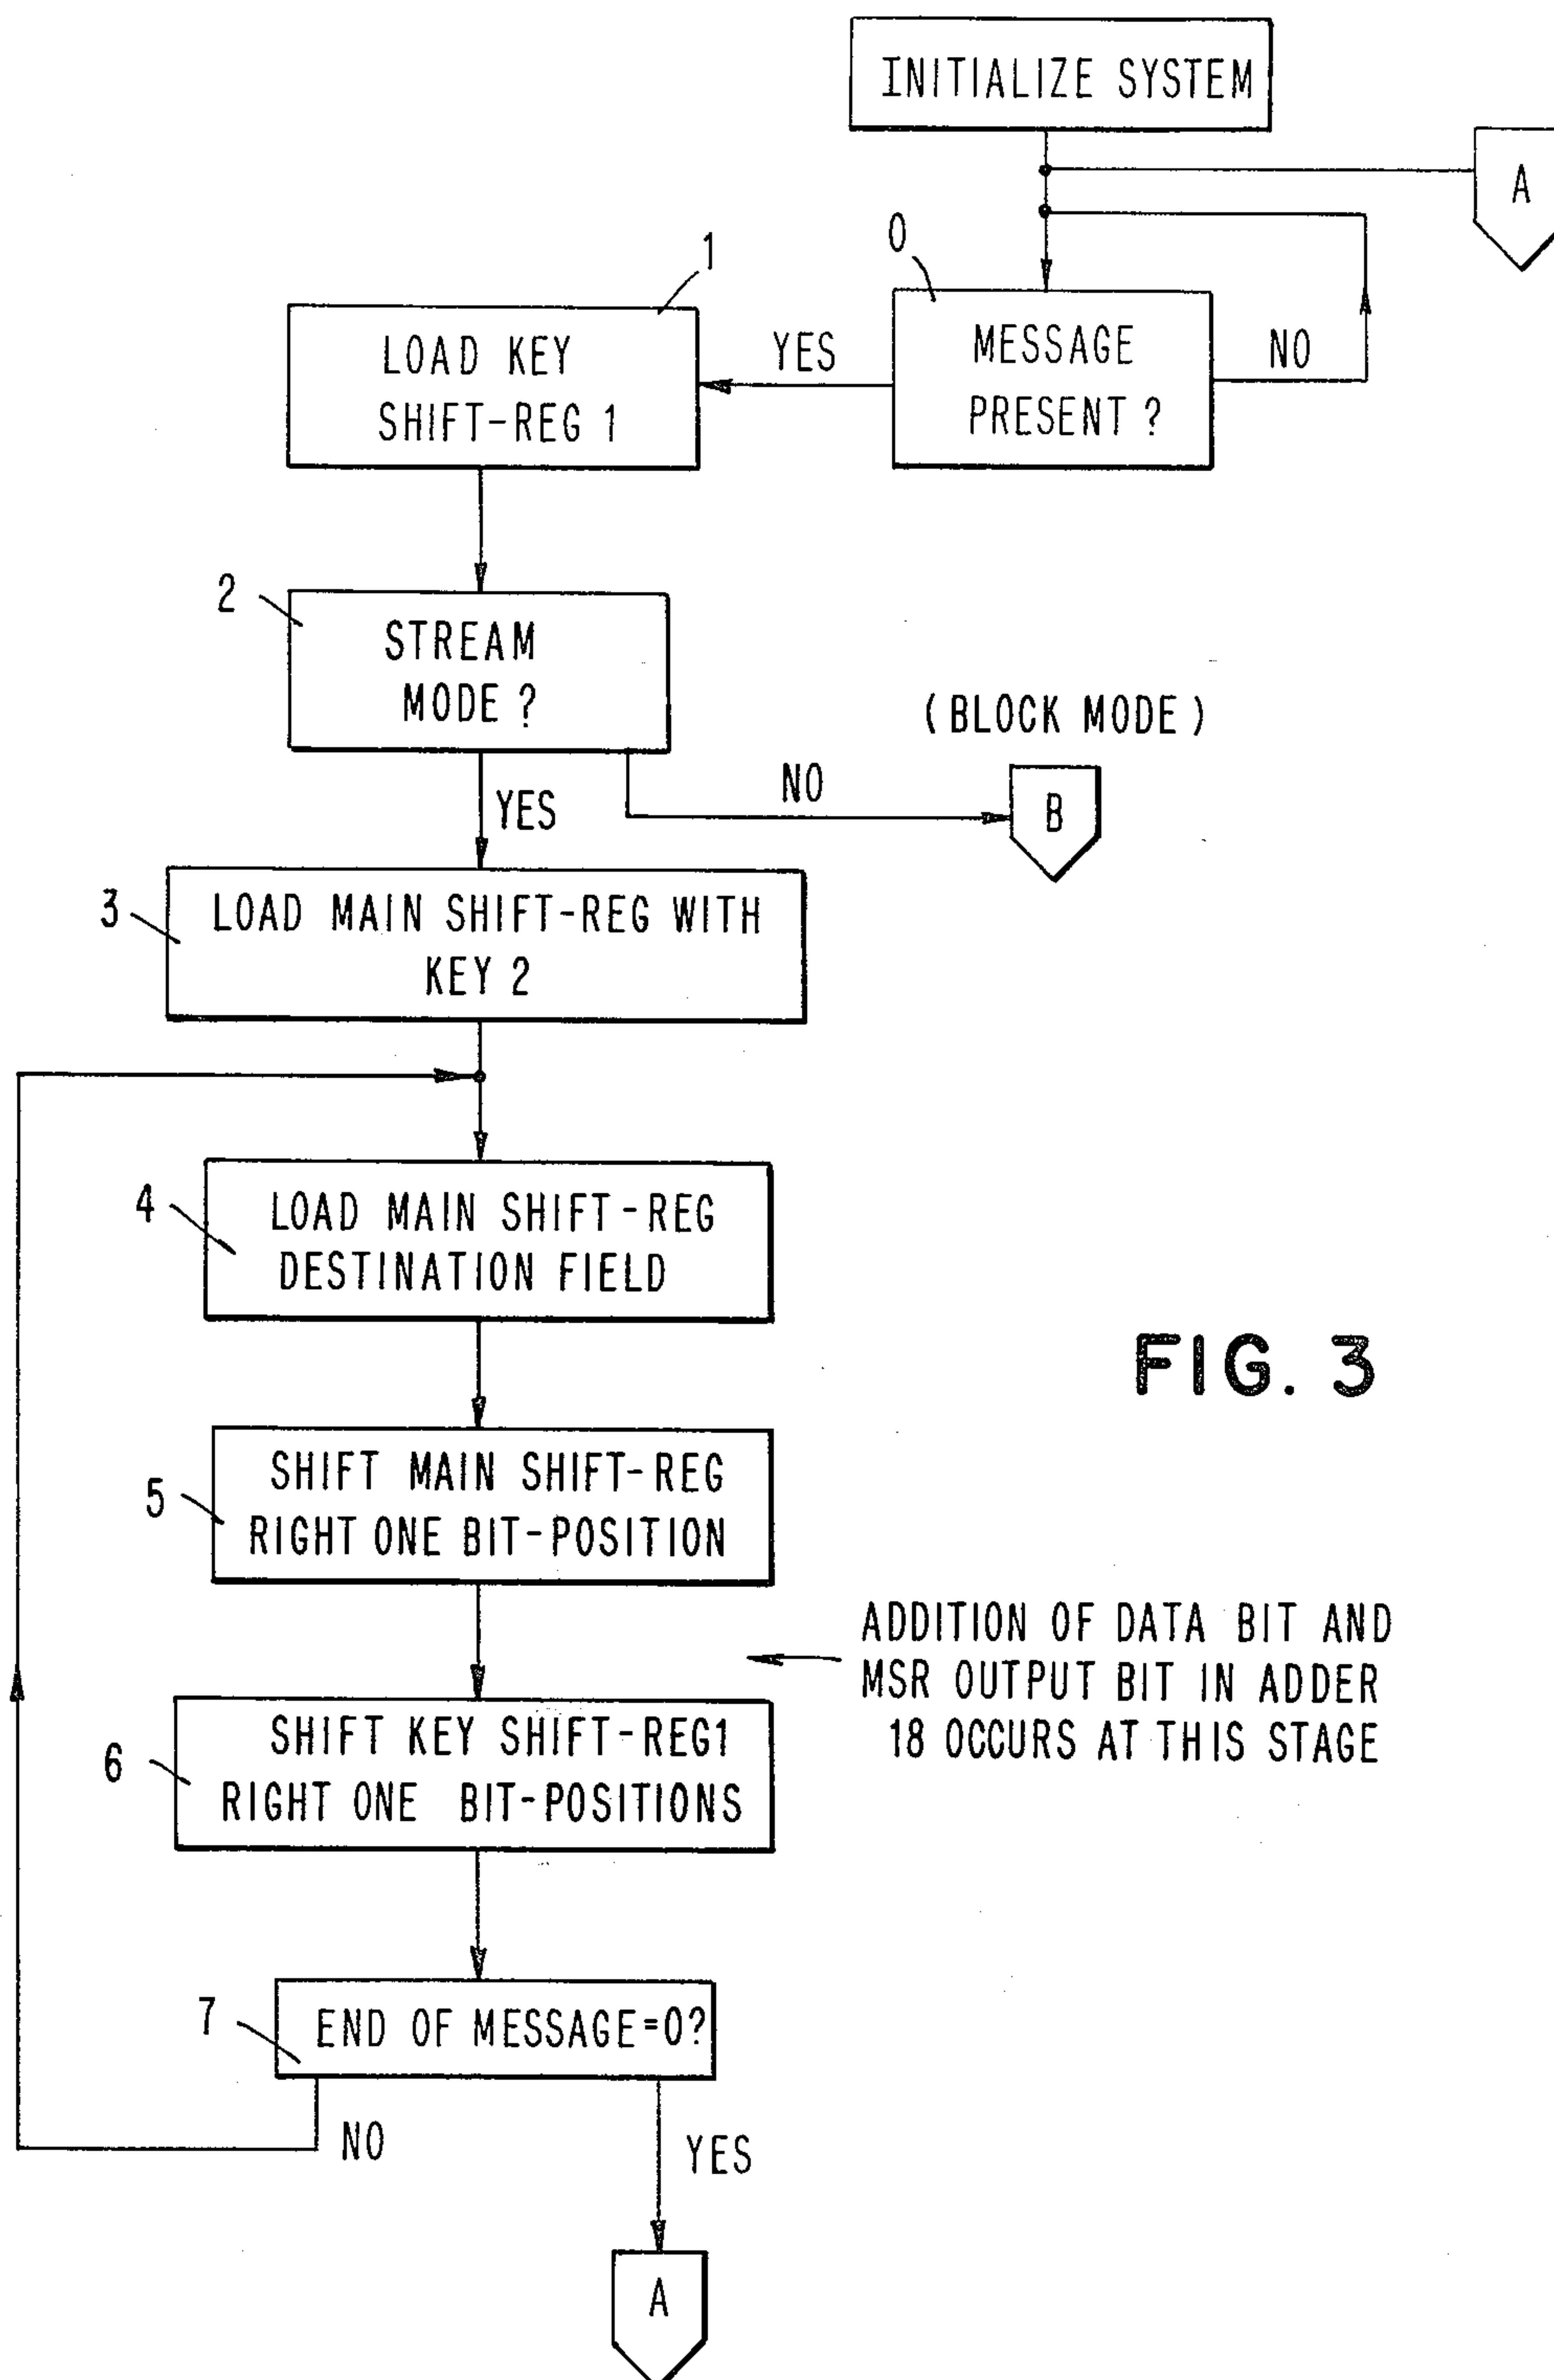 INITIALIZE SYSTEM
A
0
MESSAGE
PRESENT ?
NO
YES
1
LOAD KEY
SHIFT-REG 1
2
STREAM
MODE ?
(BLOCK MODE)
NO
B
YES
3
LOAD MAIN SHIFT-REG WITH
KEY 2
4
LOAD MAIN SHIFT-REG
DESTINATION FIELD
FIG. 3
5
SHIFT MAIN SHIFT-REG
RIGHT ONE BIT-POSITION
ADDITION OF DATA BIT AND
MSR OUTPUT BIT IN ADDER
18 OCCURS AT THIS STAGE
6
SHIFT KEY SHIFT-REG1
RIGHT ONE BIT-POSITIONS
7
END OF MESSAGE=0?
NO
YES
A